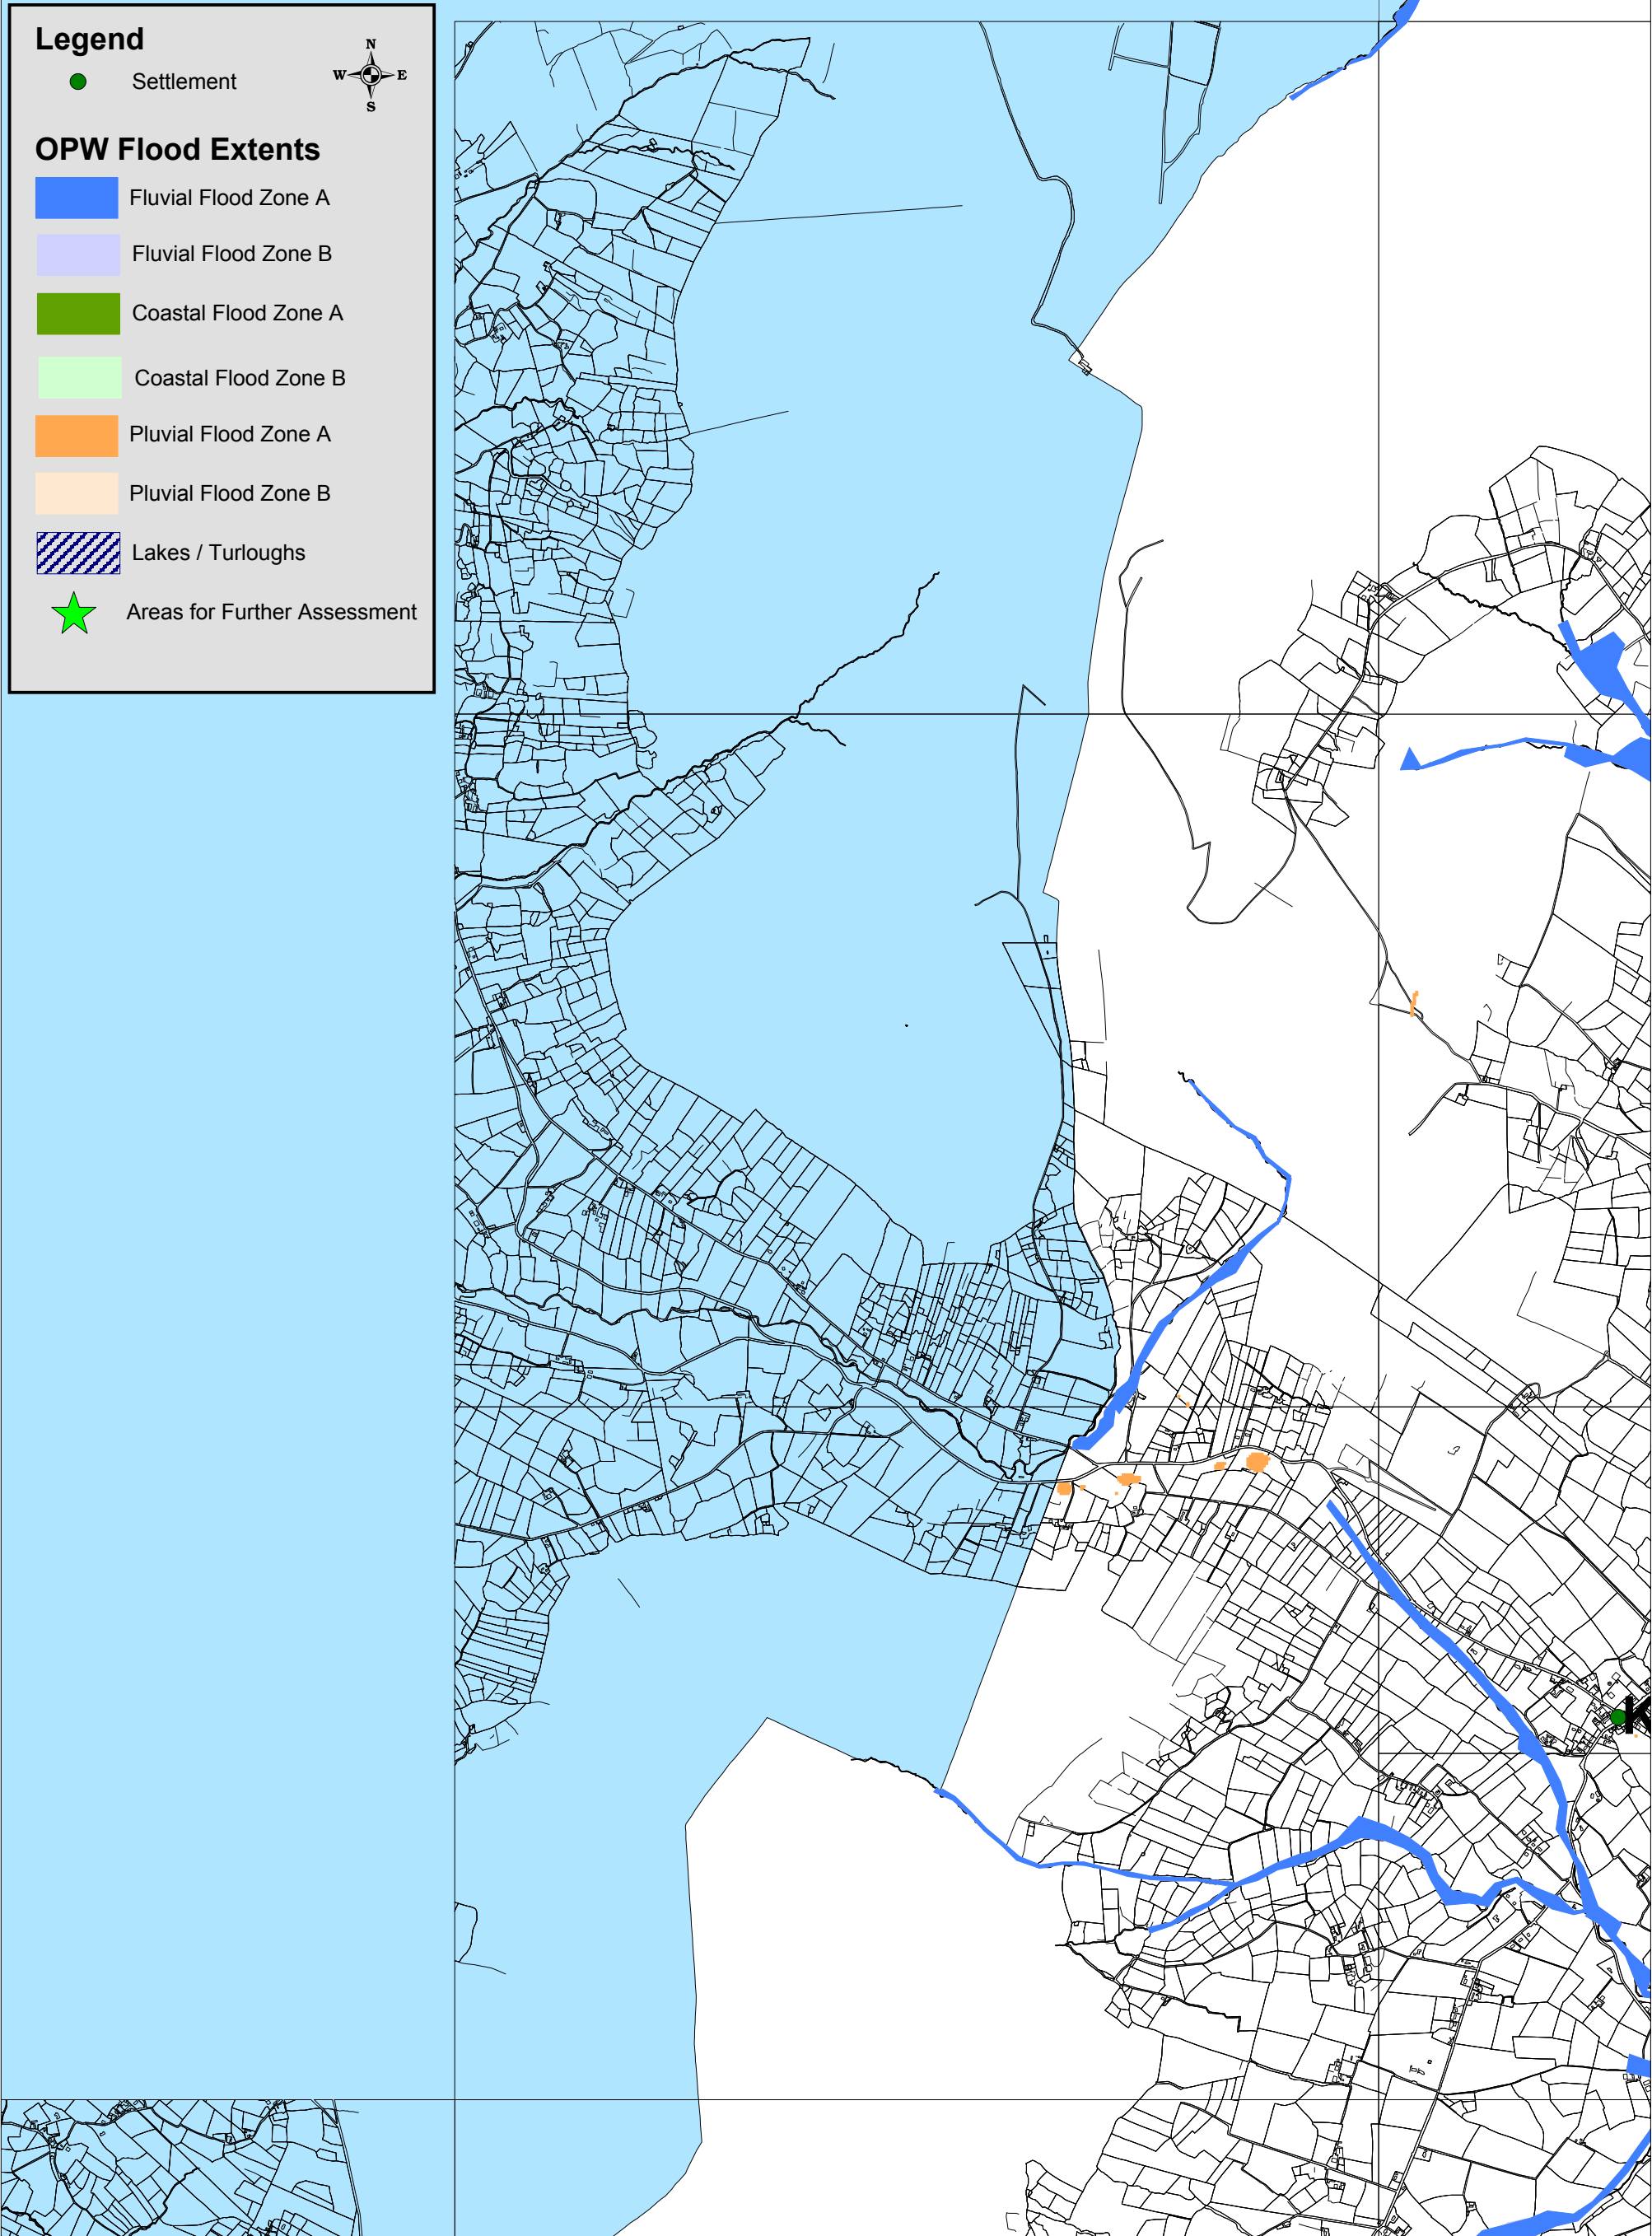 Legend
N
W E
S
Settlement
OPW Flood Extents
Fluvial Flood Zone A
Fluvial Flood Zone B
Coastal Flood Zone A
Coastal Flood Zone B
Pluvial Flood Zone A
Pluvial Flood Zone B
Lakes / Turloughs
Areas for Further Assessment
K